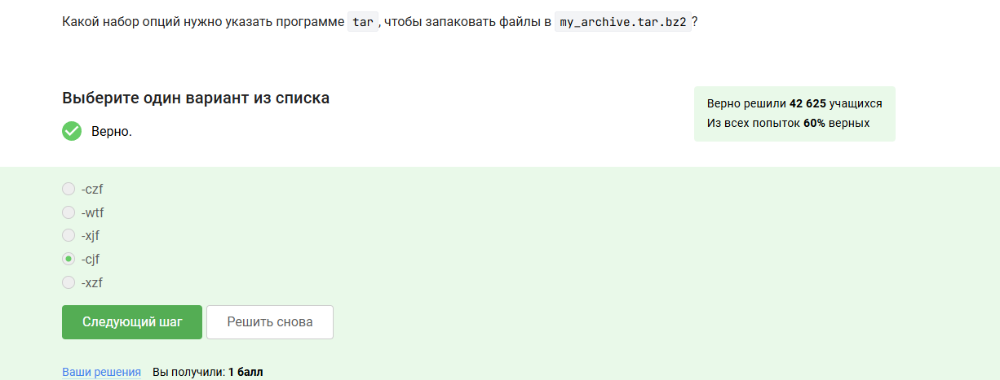 Какой набор опций нужно указать программе tar, чтобы запаковать файлы в my_archive.tar.bz2?
Выберите один вариант из списка
Верно.
Верно решили 42 625 учащихся
Из всех попыток 60% верных
-czf
-wtf
-xjf
-cjf
-xzf
Следующий шаг Решить снова
Ваши решения Вы получили: 1 балл